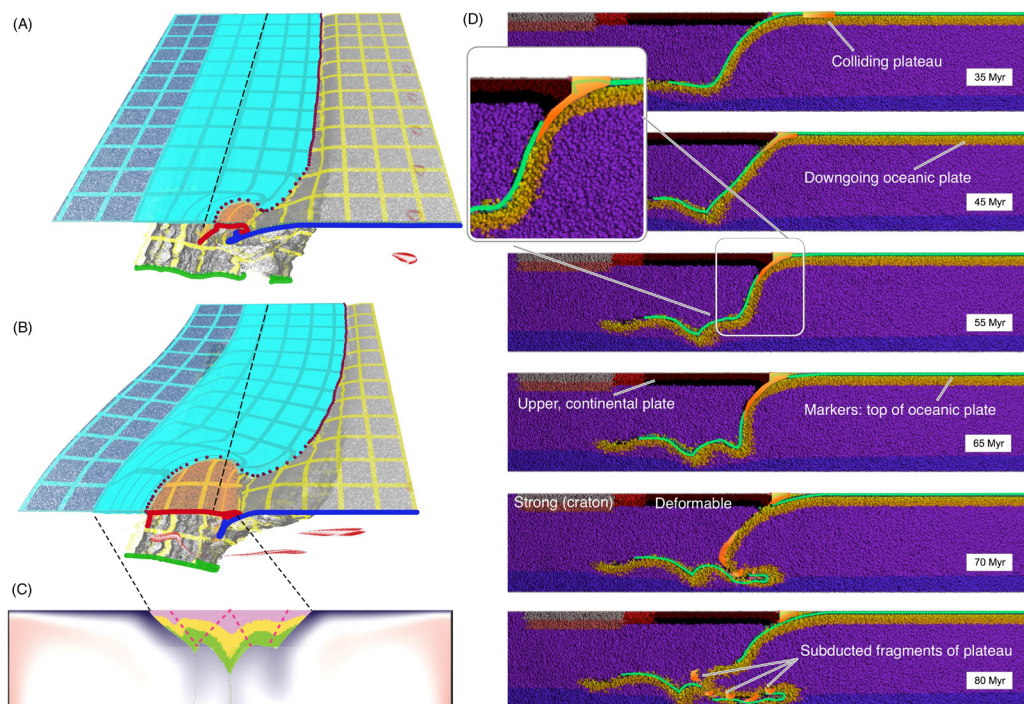 (A)
(B)
(C)
(D)
Colliding plateau
35 Myr
Downgoing oceanic plate
45 Myr
55 Myr
Upper, continental plate
Markers: top of oceanic plate
65 Myr
Strong (craton)
Deformable
70 Myr
Subducted fragments of plateau
80 Myr